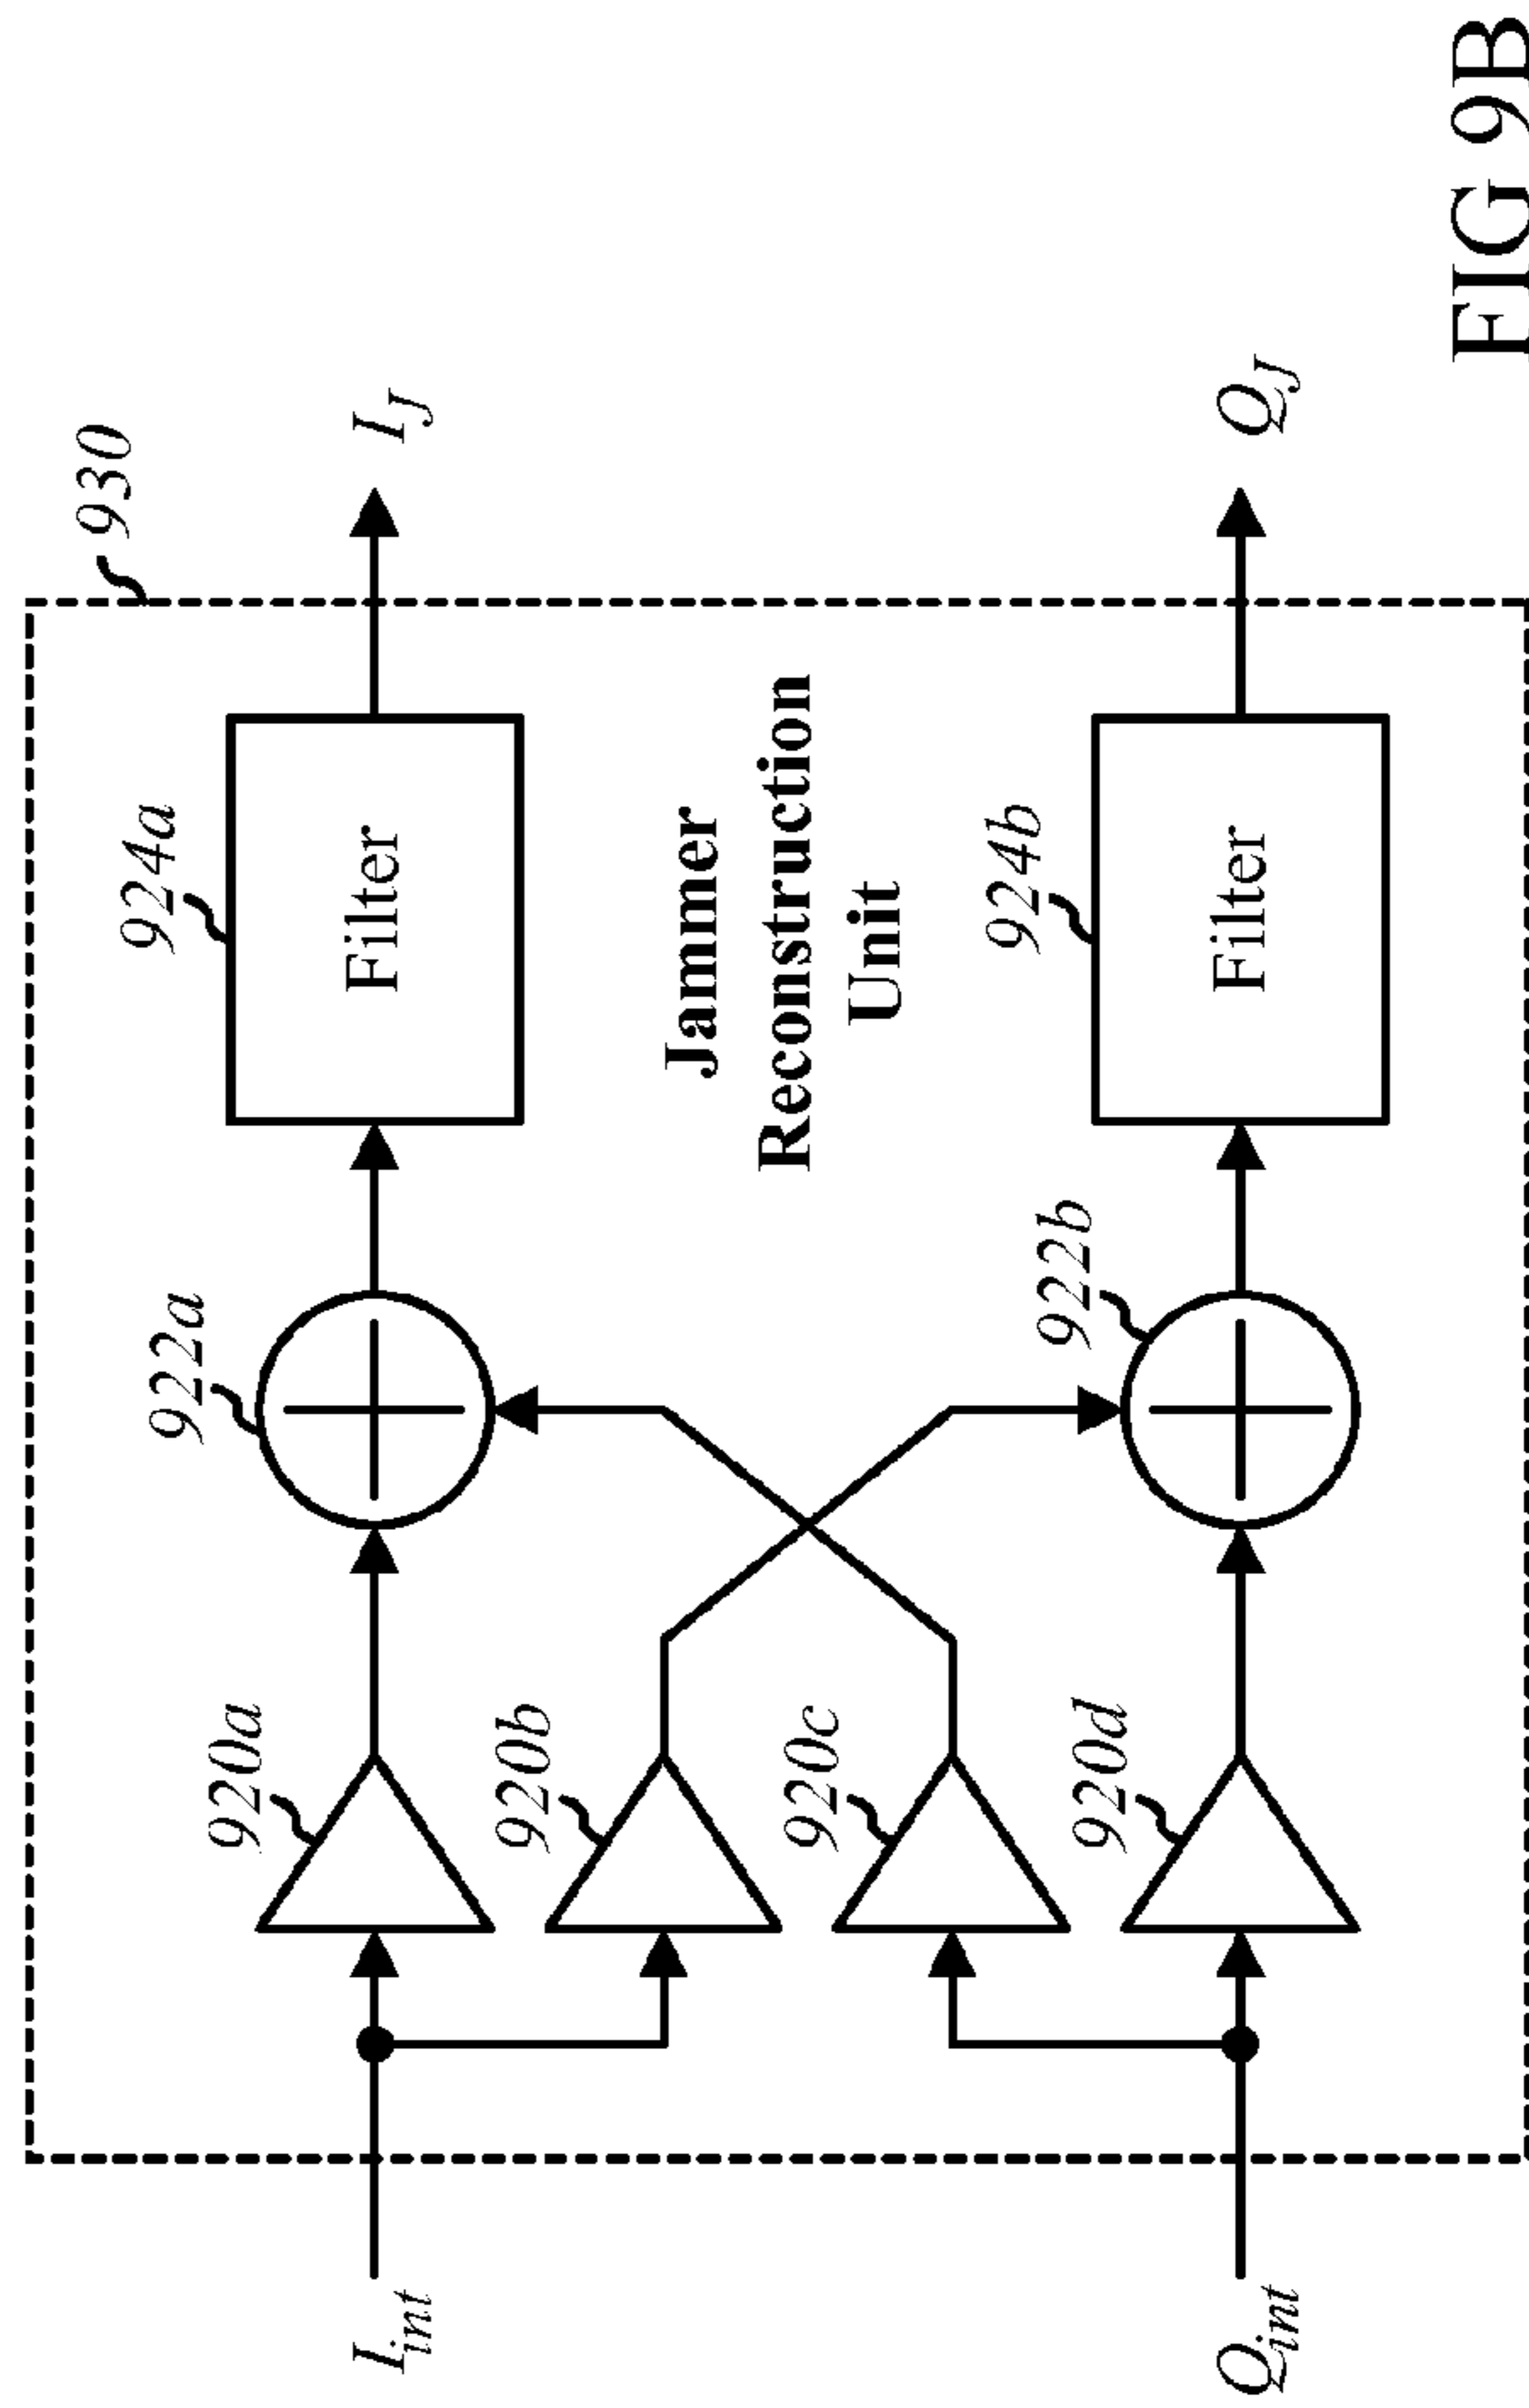 930
924a
922a
920a
I_int
Filter
I_J
920b
Jammer
Reconstruction
Unit
920c
922b
924b
920d
Q_int
Filter
Q_J
FIG 9B